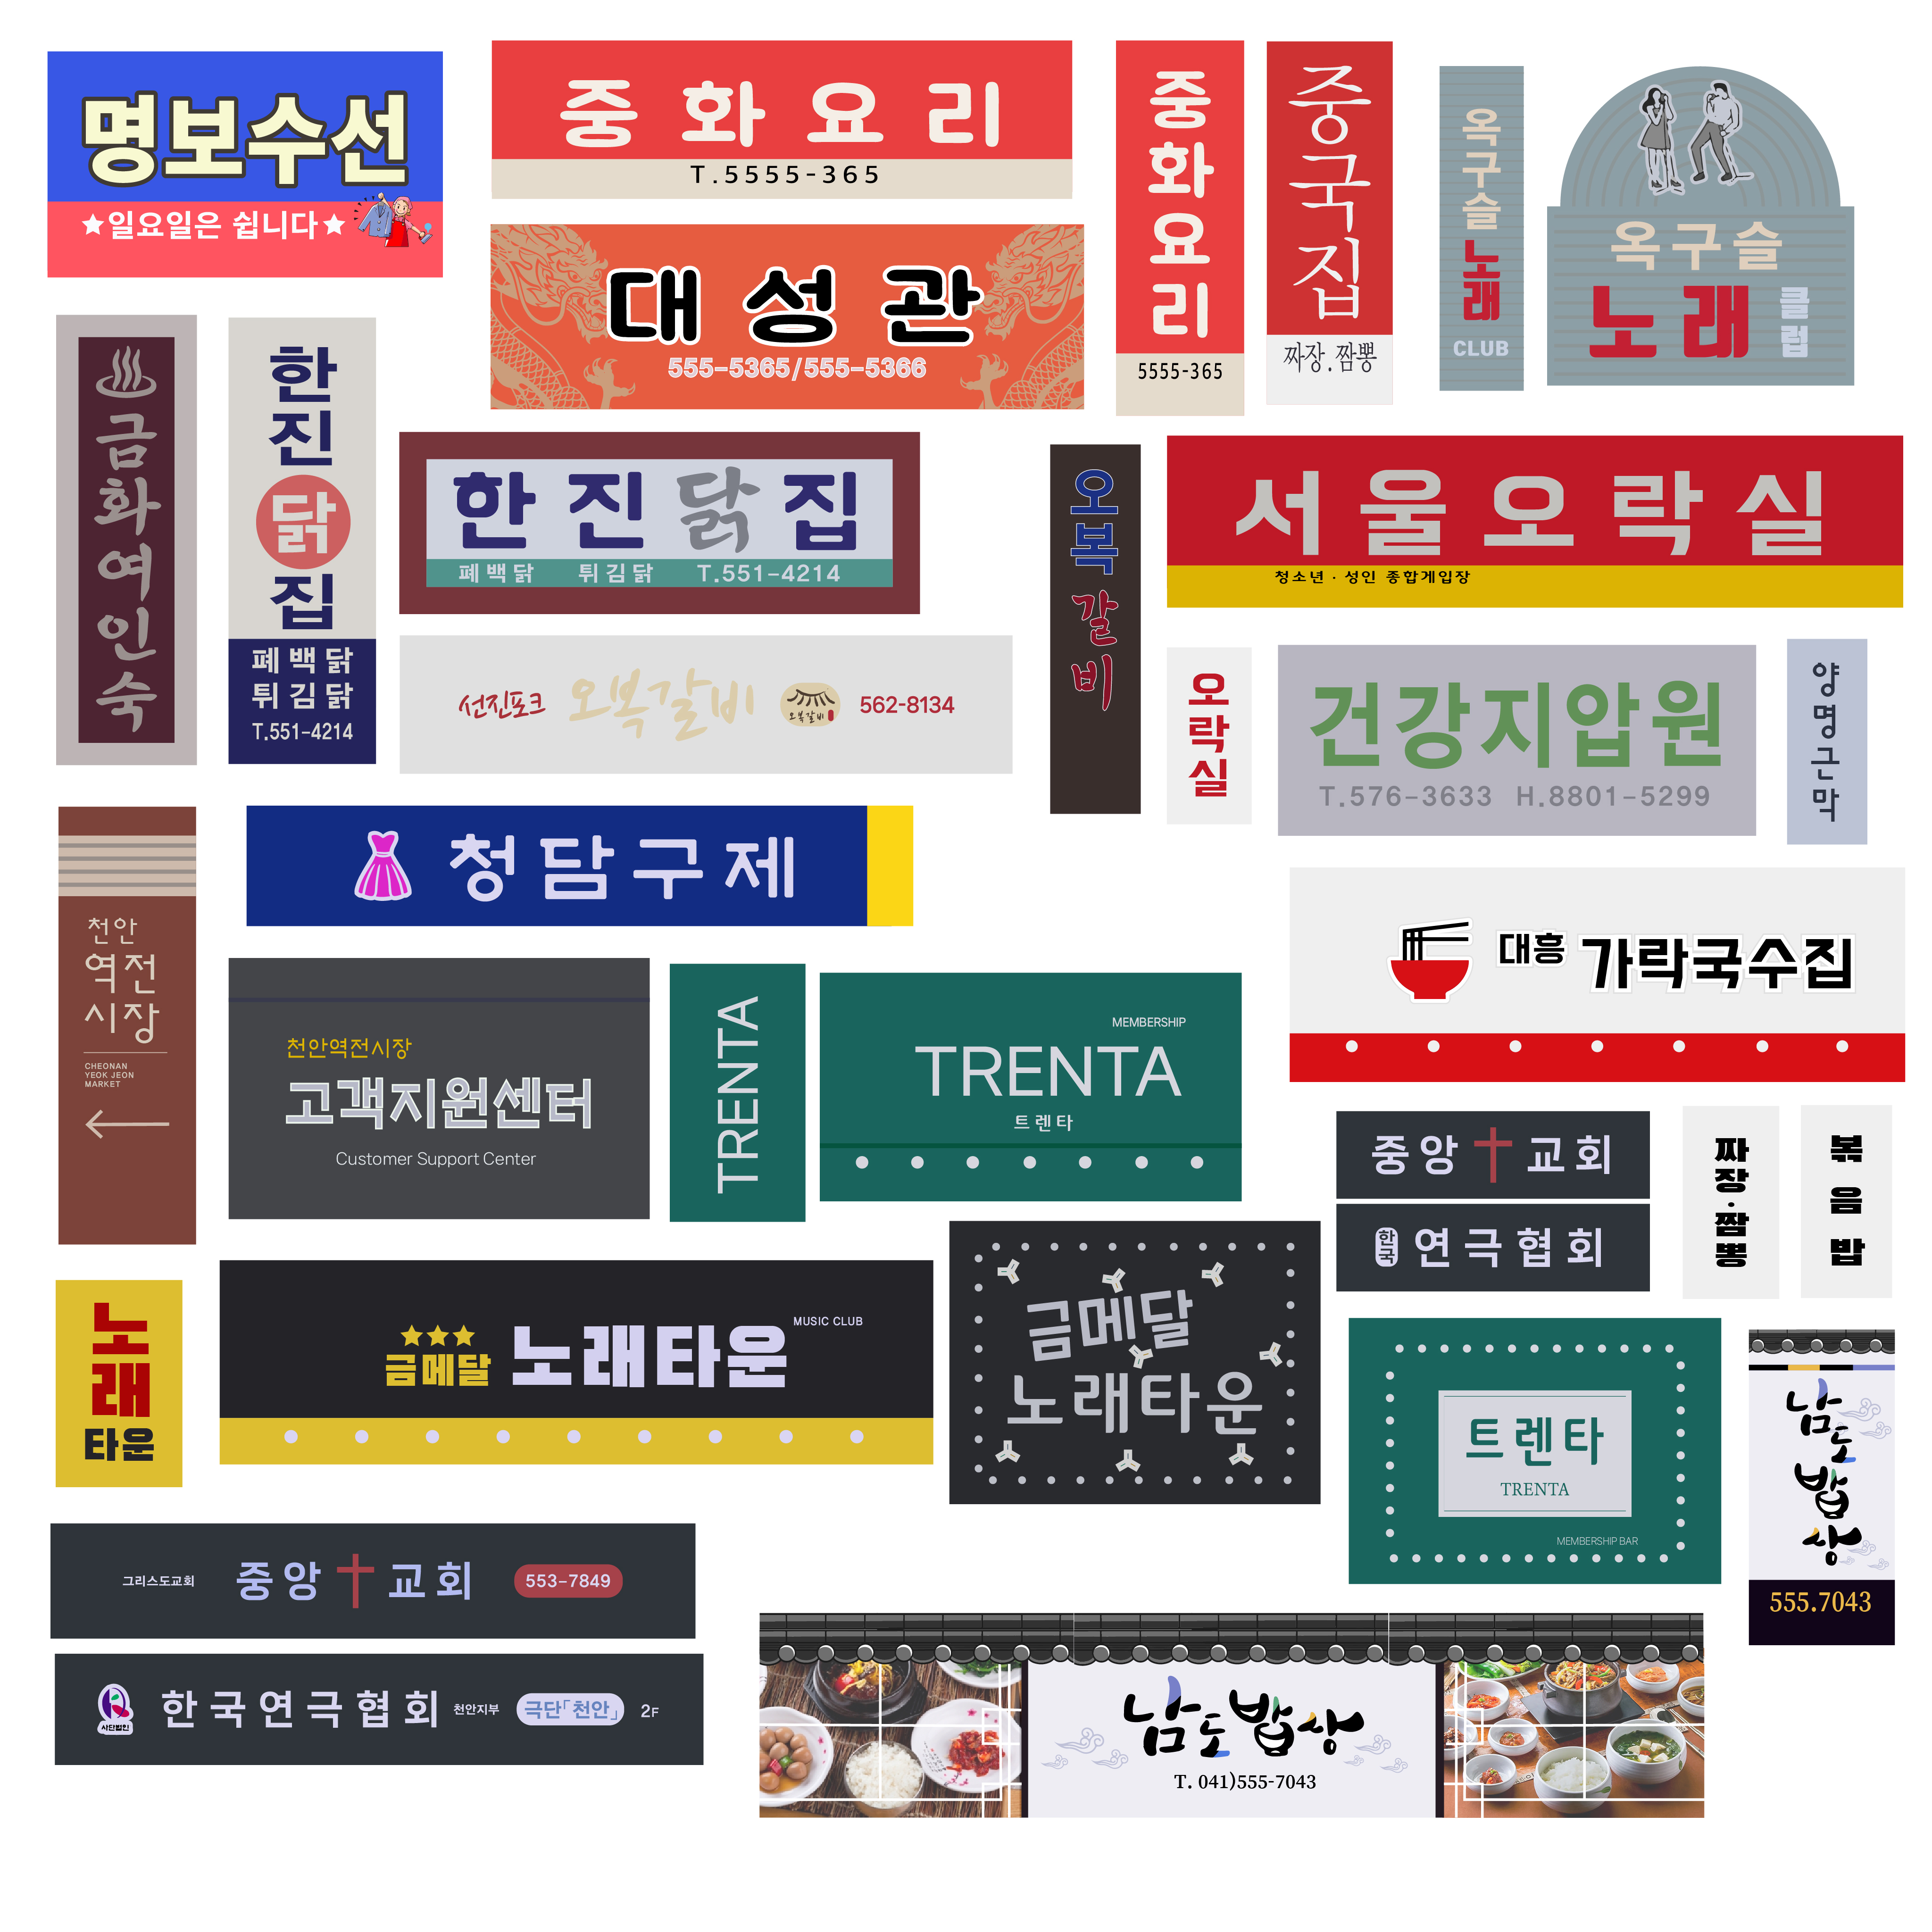 명보수선
★일요일은 쉽니다★
중화요리
T.5555-365
대성관
555-5365/555-5366
중화요리
5555-365
중국집
짜장.짬뽕
옥구슬
노래
CLUB
옥구슬
노래
클럽
금화여인숙
한진닭집
폐백닭
튀김닭
T.551-4214
한진닭집
폐백닭 튀김닭 T.551-4214
선진포크 오복갈비 오복갈비 562-8134
오복갈비
서울오락실
청소년 · 성인 종합게임장
오락실
건강지압원
T.576-3633 H.8801-5299
양명근막
천안
역전
시장
CHEONAN
YEOK JEON
MARKET
청담구제
대흥 가락국수집
천안역전시장
고객지원센터
Customer Support Center
TRENTA
MEMBERSHIP
TRENTA
트렌타
중앙교회
한국 연극협회
짜장·짬뽕
볶음밥
노래
타운
금메달 노래타운 MUSIC CLUB
금메달
노래타운
트렌타
TRENTA
MEMBERSHIP BAR
남도밥상
555.7043
그리스도교회 중앙교회 553-7849
사단법인 한국연극협회 천안지부 극단「천안」 2F
남도밥상
T. 041)555-7043